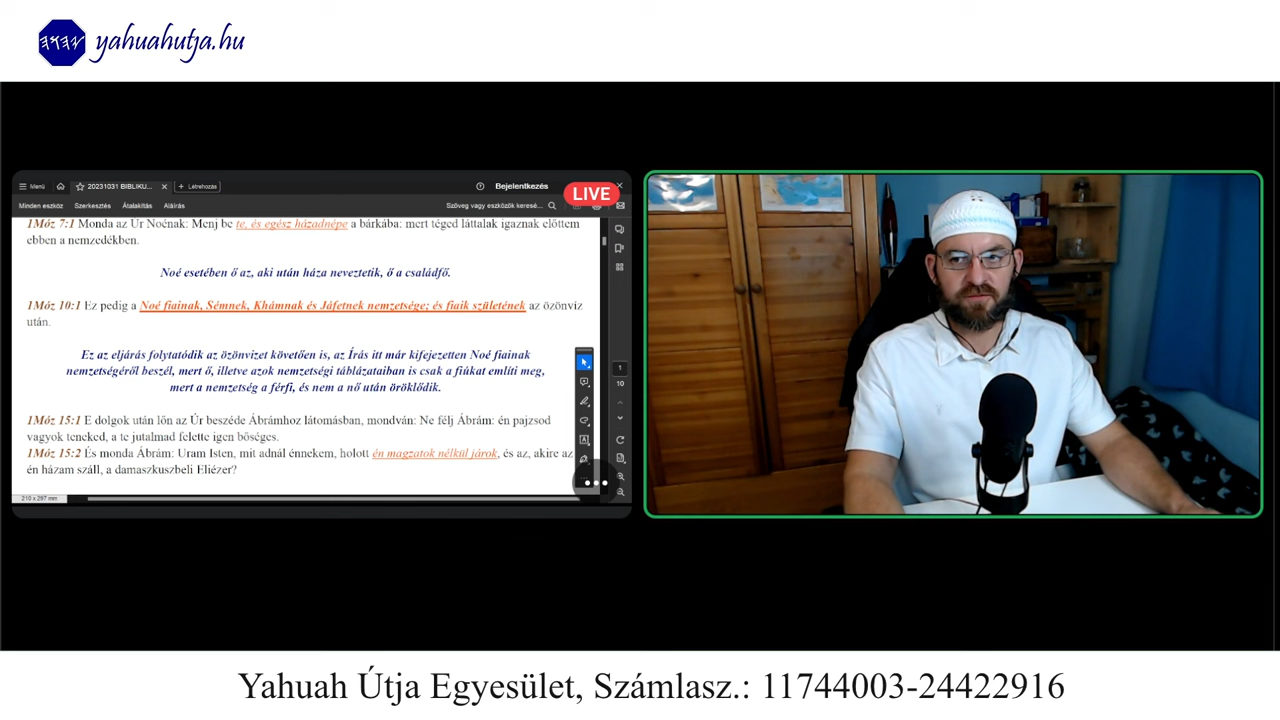 yahuahutja.hu
Menü 20231031 BIBLIKU... + Létrehozás Bejelentkezés
LIVE
Minden eszköz Szerkesztés Átalakítás Aláírás Szöveg vagy eszközök keresé...
1Móz 7:1 Monda az Úr Noénak: Menj be te, és egész házadnépe a bárkába: mert téged láttalak igaznak előttem
ebben a nemzedékben.
Noé esetében ő az, aki után háza neveztetik, ő a családfő.
1Móz 10:1 Ez pedig a Noé fiainak, Sémnek, Khámnak és Jáfetnek nemzetsége; és fiaik születének az özönvíz
után.
Ez az eljárás folytatódik az özönvizet követően is, az Írás itt már kifejezetten Noé fiainak
nemzetségéről beszél, mert ő, illetve azok nemzetségi táblázataiban is csak a fiúkat említi meg,
mert a nemzetség a férfi, és nem a nő után öröklődik.
1Móz 15:1 E dolgok után lőn az Úr beszéde Ábrámhoz látomásban, mondván: Ne félj Ábrám: én pajzsod
vagyok teneked, a te jutalmad felette igen bőséges.
1Móz 15:2 És monda Ábrám: Uram Isten, mit adnál énnekem, holott én magzatok nélkül járok, és az, akire az
én házam száll, a damaszkuszbeli Eliézer?
1
10
210 x 297 mm
Yahuah Útja Egyesület, Számlasz.: 11744003-24422916